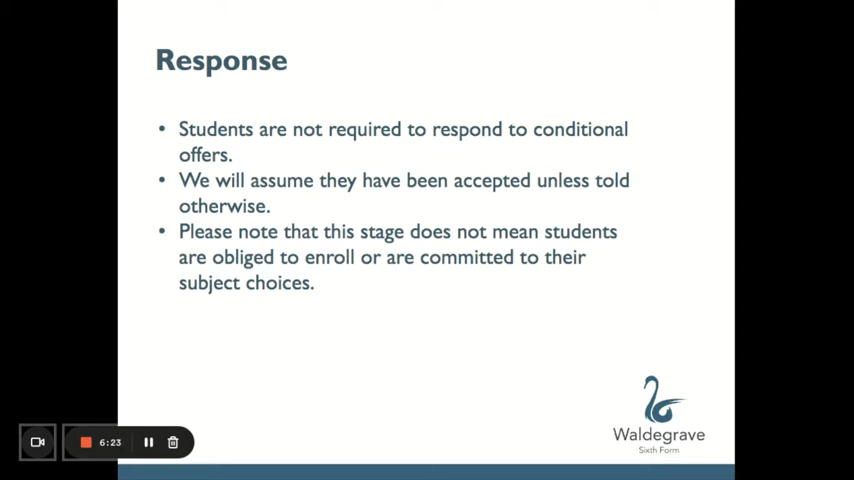 Response
• Students are not required to respond to conditional
offers.
• We will assume they have been accepted unless told
otherwise.
• Please note that this stage does not mean students
are obliged to enroll or are committed to their
subject choices.
6:23
Waldegrave
Sixth Form